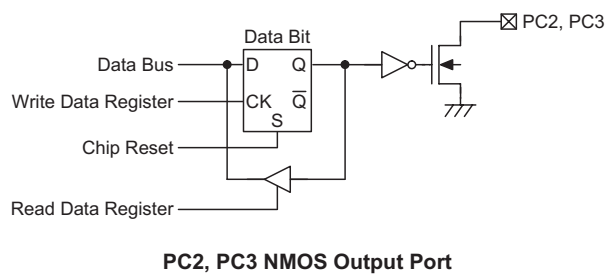 Data Bit
PC2, PC3
Data Bus
D
Q
Write Data Register
CK
Q̅
S
Chip Reset
Read Data Register
PC2, PC3 NMOS Output Port